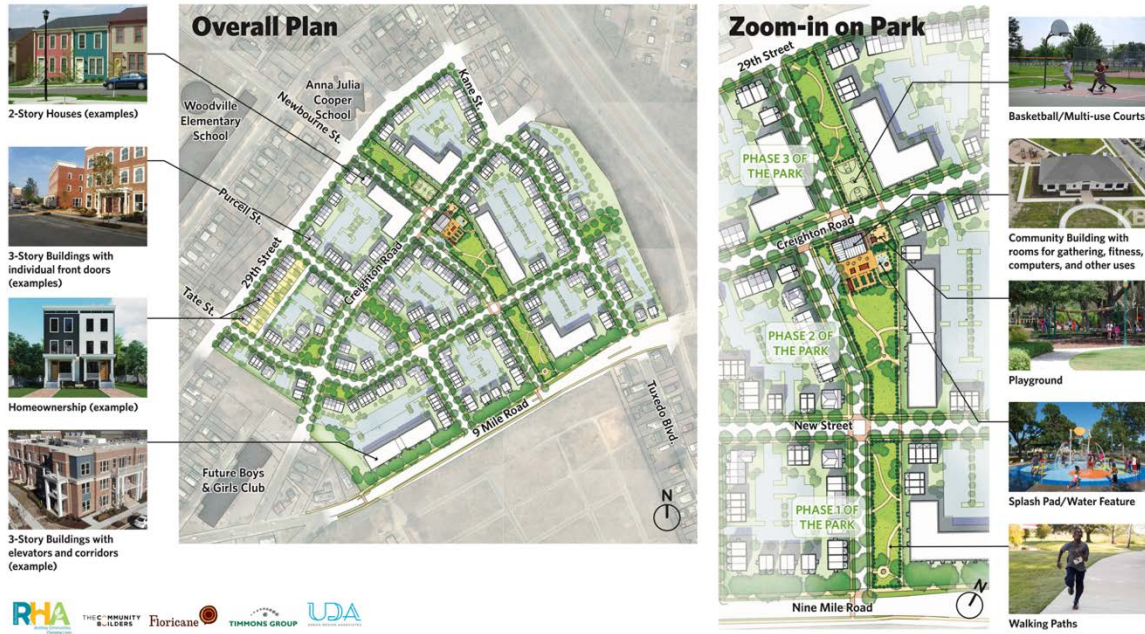 Overall Plan
2-Story Houses (examples)
3-Story Buildings with
individual front doors
(examples)
Homeownership (example)
3-Story Buildings with
elevators and corridors
(example)
Woodville
Elementary
School
Anna Julia
Cooper
School
Newbourne St.
Kane St.
Purcell St.
29th Street
Tate St.
Creighton Road
9 Mile Road
Tuxedo Blvd.
Future Boys
& Girls Club
N
Zoom-in on Park
29th Street
PHASE 3 OF
THE PARK
Creighton Road
PHASE 2 OF
THE PARK
New Street
PHASE 1 OF
THE PARK
Nine Mile Road
N
Basketball/Multi-use Courts
Community Building with
rooms for gathering, fitness,
computers, and other uses
Playground
Splash Pad/Water Feature
Walking Paths
RHA
THE COMMUNITY
BUILDERS
Floricane
TIMMONS GROUP
UDA